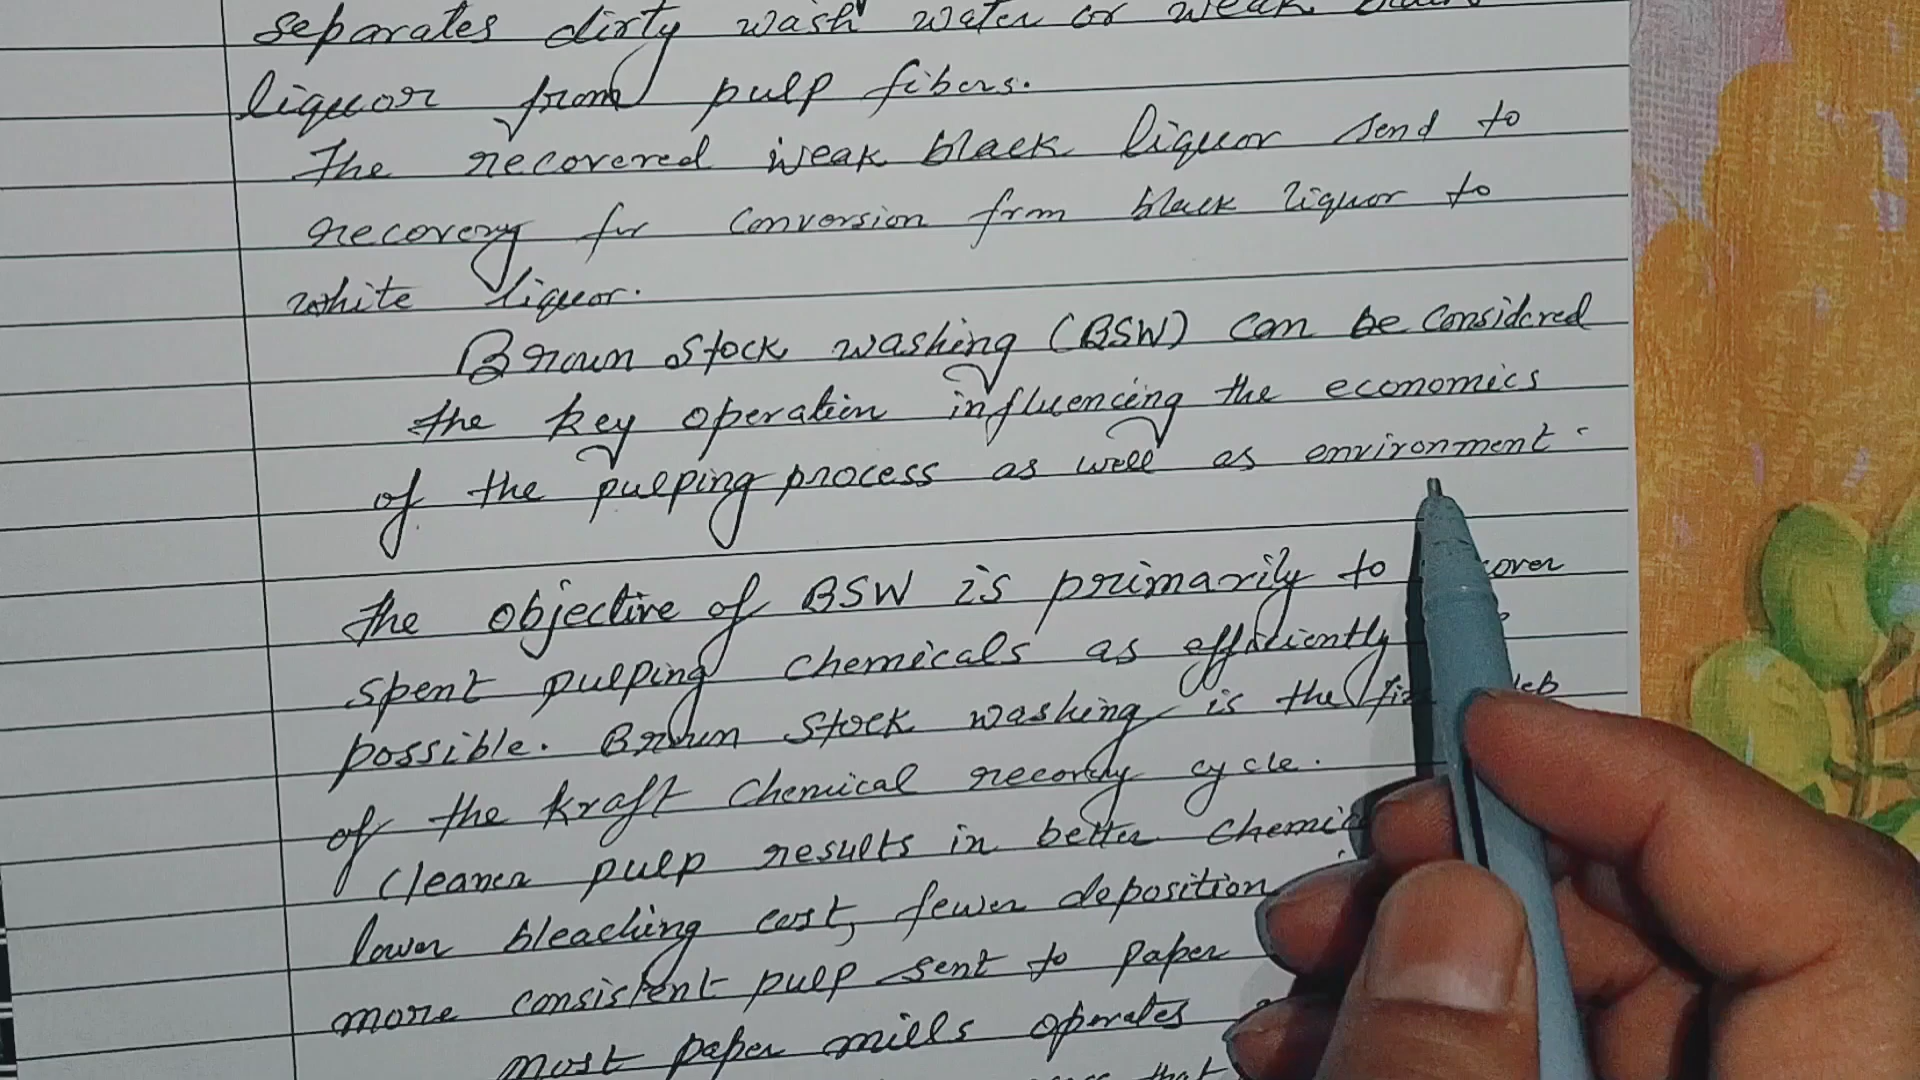 separates dirty wash water or weak black
liquor from pulp fibers.
The recovered weak black liquor send to
recovery for conversion from black liquor to
white liquor.
Brown stock washing (BSW) can be considered
the key operation influencing the economics
of the pulping process as well as environment.
The objective of BSW is primarily to
spent pulping chemicals as efficiently
possible. Brown stock washing is the
of the kraft chemical recovery cycle.
Cleaner pulp results in better
lower bleaching cost, fewer deposition
more consistent pulp sent to paper
most paper mills operates
that